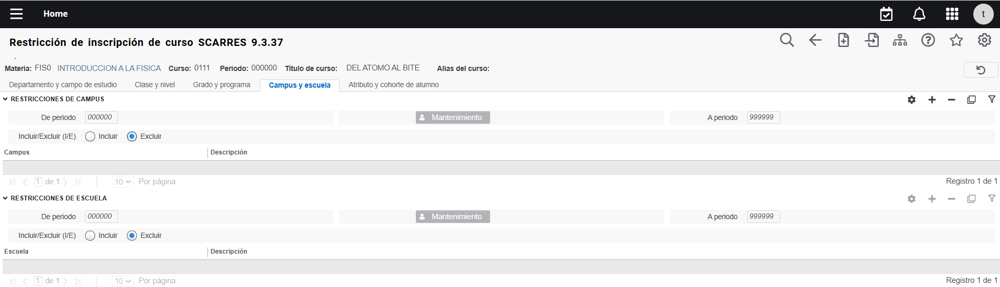 Home t
Restricción de inscripción de curso SCARRES 9.3.37
Materia: FIS0 INTRODUCCION A LA FISICA Curso: 0111 Periodo: 000000 Título de curso: DEL ATOMO AL BITE Alias del curso:
Departamento y campo de estudio Clase y nivel Grado y programa Campus y escuela Atributo y cohorte de alumno
RESTRICCIONES DE CAMPUS
De periodo 000000 Mantenimiento A periodo 999999
Incluir/Excluir (I/E) Incluir Excluir
Campus Descripción
1 de 1 10 Por página Registro 1 de 1
RESTRICCIONES DE ESCUELA
De periodo 000000 Mantenimiento A periodo 999999
Incluir/Excluir (I/E) Incluir Excluir
Escuela Descripción
1 de 1 10 Por página Registro 1 de 1